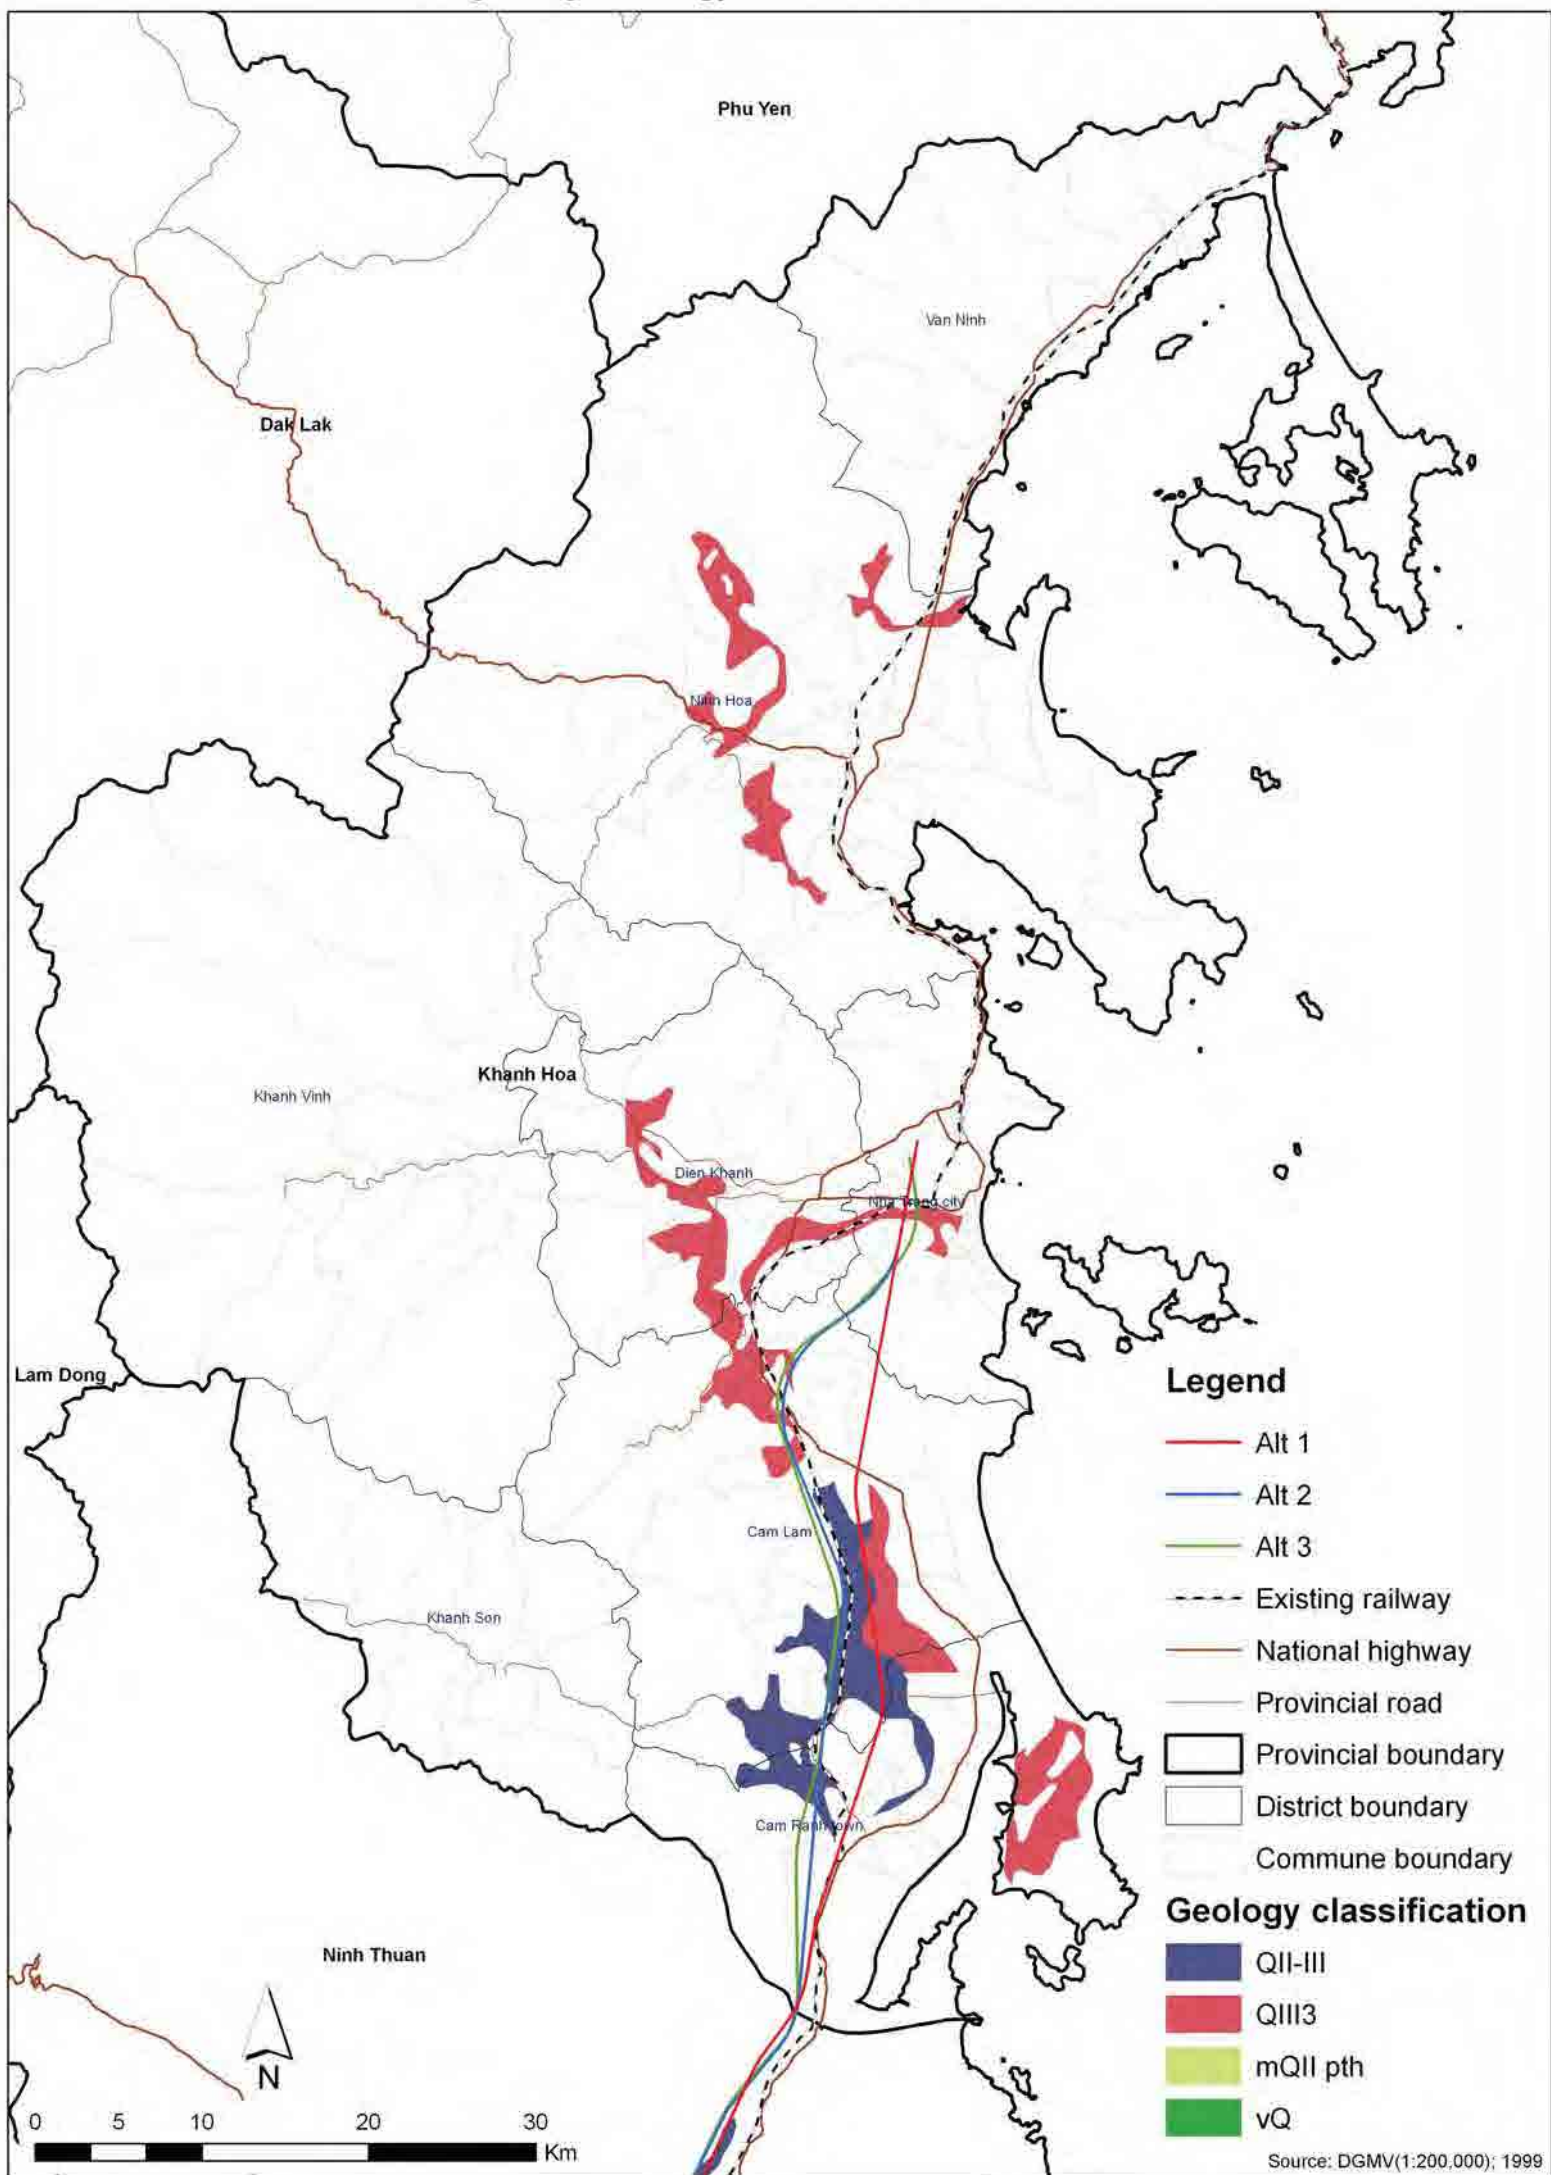 Phu Yen
Van Ninh
Dak Lak
Ninh Hoa
Khanh Hoa
Khanh Vinh
Dien Khanh
Nha Trang city
Lam Dong
Cam Lam
Khanh Son
Cam Ranh town
Ninh Thuan
N
0 5 10 20 30
Km
Legend
Alt 1
Alt 2
Alt 3
Existing railway
National highway
Provincial road
Provincial boundary
District boundary
Commune boundary
Geology classification
QII-III
QIII3
mQII pth
vQ
Source: DGMV(1:200,000); 1999